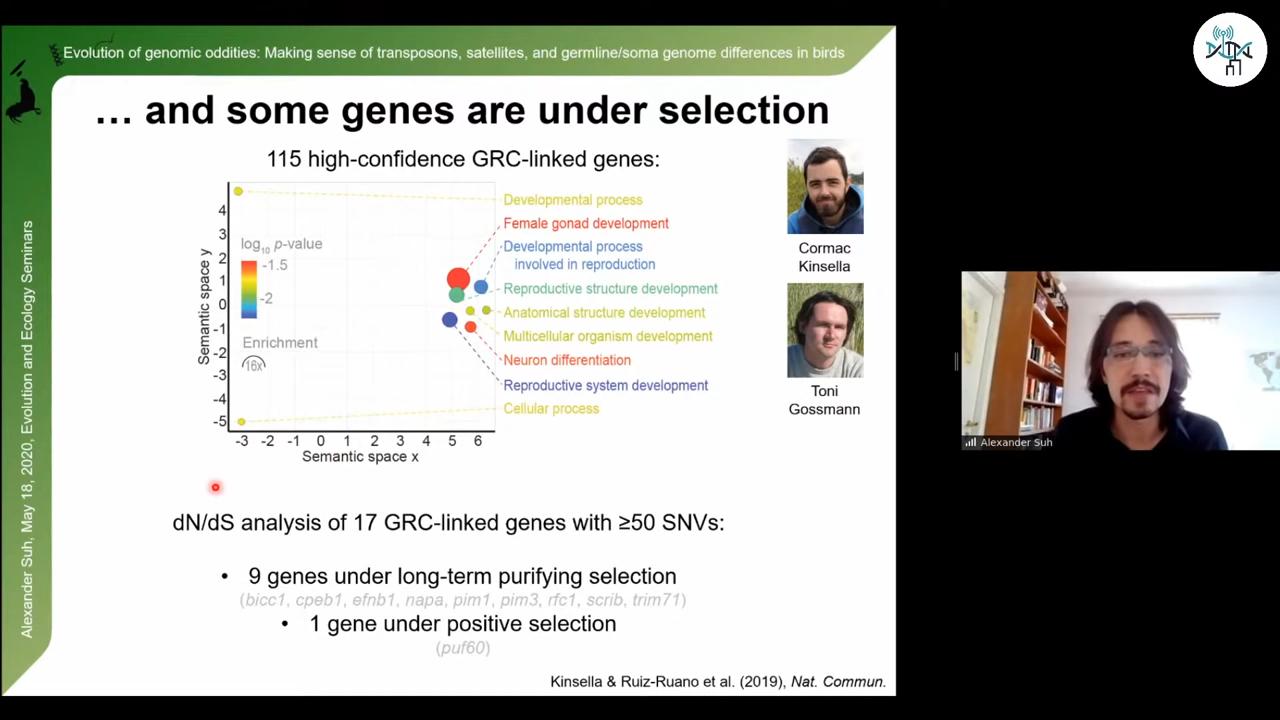 Evolution of genomic oddities: Making sense of transposons, satellites, and germline/soma genome differences in birds
… and some genes are under selection
115 high-confidence GRC-linked genes:
Semantic space y
4
3
2
1
0
-1
-2
-3
-4
-5
log10 p-value
-1.5
-2
Enrichment
16x
-3 -2 -1 0 1 2 3 4 5 6
Semantic space x
Developmental process
Female gonad development
Developmental process
involved in reproduction
Reproductive structure development
Anatomical structure development
Multicellular organism development
Neuron differentiation
Reproductive system development
Cellular process
Cormac
Kinsella
Toni
Gossmann
dN/dS analysis of 17 GRC-linked genes with ≥50 SNVs:
• 9 genes under long-term purifying selection
(bicc1, cpeb1, efnb1, napa, pim1, pim3, rfc1, scrib, trim71)
• 1 gene under positive selection
(puf60)
Kinsella & Ruiz-Ruano et al. (2019), Nat. Commun.
Alexander Suh, May 18, 2020, Evolution and Ecology Seminars
Alexander Suh